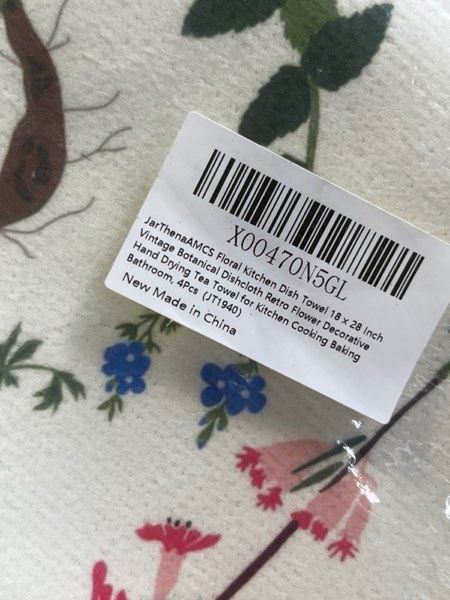 X00470N5GL
JarThenaAMCS Floral Kitchen Dish Towel 18 x 28 Inch
Vintage Botanical Dishcloth Retro Flower Decorative
Hand Drying Tea Towel for Kitchen Cooking Baking
Bathroom, 4Pcs (JT1940)
New Made in China